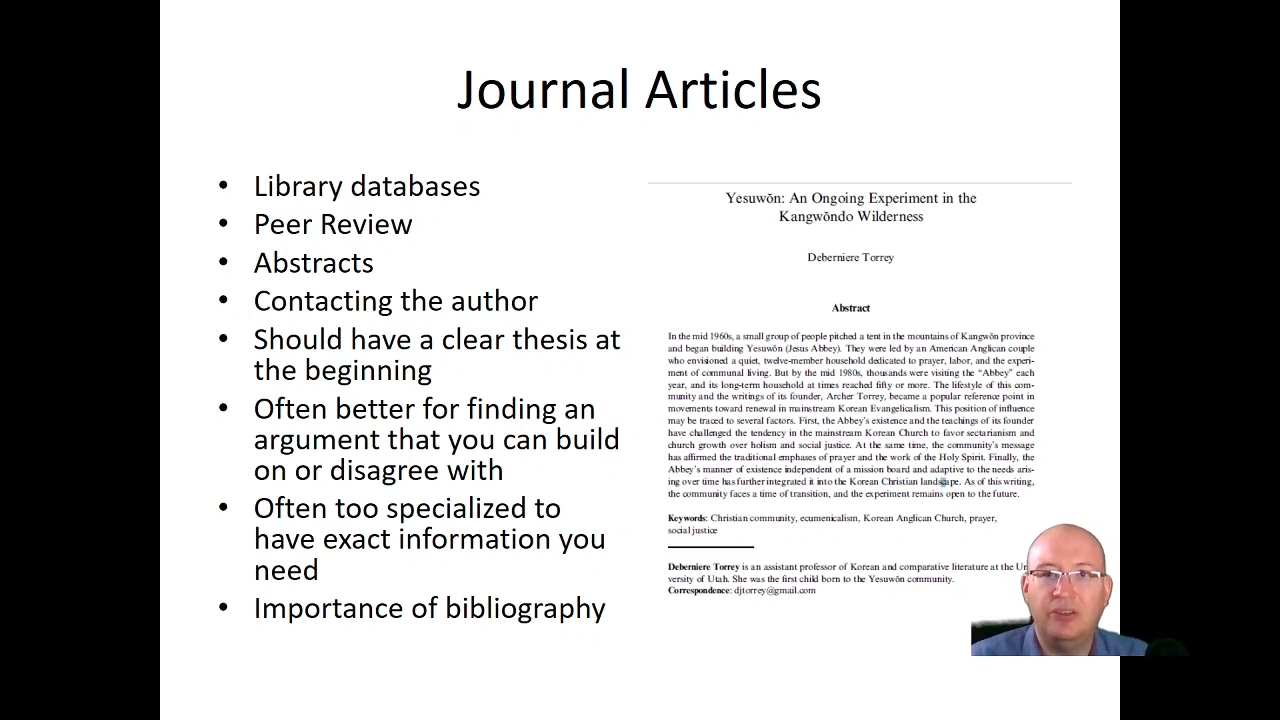 Journal Articles
• Library databases
• Peer Review
• Abstracts
• Contacting the author
• Should have a clear thesis at
the beginning
• Often better for finding an
argument that you can build
on or disagree with
• Often too specialized to
have exact information you
need
• Importance of bibliography
Yesuwŏn: An Ongoing Experiment in the
Kangwŏndo Wilderness
Deberniere Torrey
Abstract
In the mid 1960s, a small group of people pitched a tent in the mountains of Kangwŏn province
and began building Yesuwŏn (Jesus Abbey). They were led by an American Anglican couple
who envisioned a quiet, twelve-member household dedicated to prayer, labor, and the experi-
ment of communal living. But by the mid 1980s, thousands were visiting the “Abbey” each
year, and its long-term household at times reached fifty or more. The lifestyle of this com-
munity and the writings of its founder, Archer Torrey, became a popular reference point in
movements toward renewal in mainstream Korean Evangelicalism. This position of influence
may be traced to several factors. First, the Abbey’s existence and the teachings of its founder
have challenged the tendency in the mainstream Korean Church to favor sectarianism and
church growth over holism and social justice. At the same time, the community’s message
has affirmed the traditional emphases of prayer and the work of the Holy Spirit. Finally, the
Abbey’s manner of existence independent of a mission board and adaptive to the needs aris-
ing over time has further integrated it into the Korean Christian landscape. As of this writing,
the community faces a time of transition, and the experiment remains open to the future.
Keywords: Christian community, ecumenicalism, Korean Anglican Church, prayer,
social justice
Deberniere Torrey is an assistant professor of Korean and comparative literature at the Un
versity of Utah. She was the first child born to the Yesuwŏn community.
Correspondence: djtorrey@gmail.com